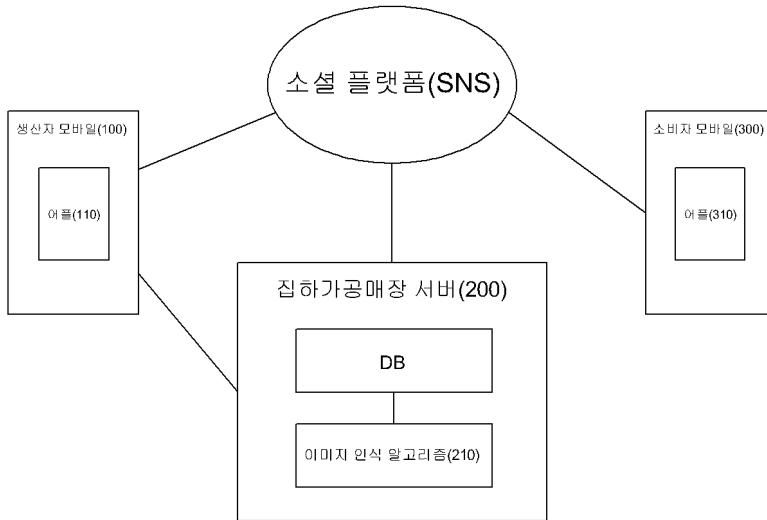 소셜 플랫폼(SNS)
생산자 모바일(100)
어플(110)
소비자 모바일(300)
어플(310)
집하가공매장 서버(200)
DB
이미지 인식 알고리즘(210)